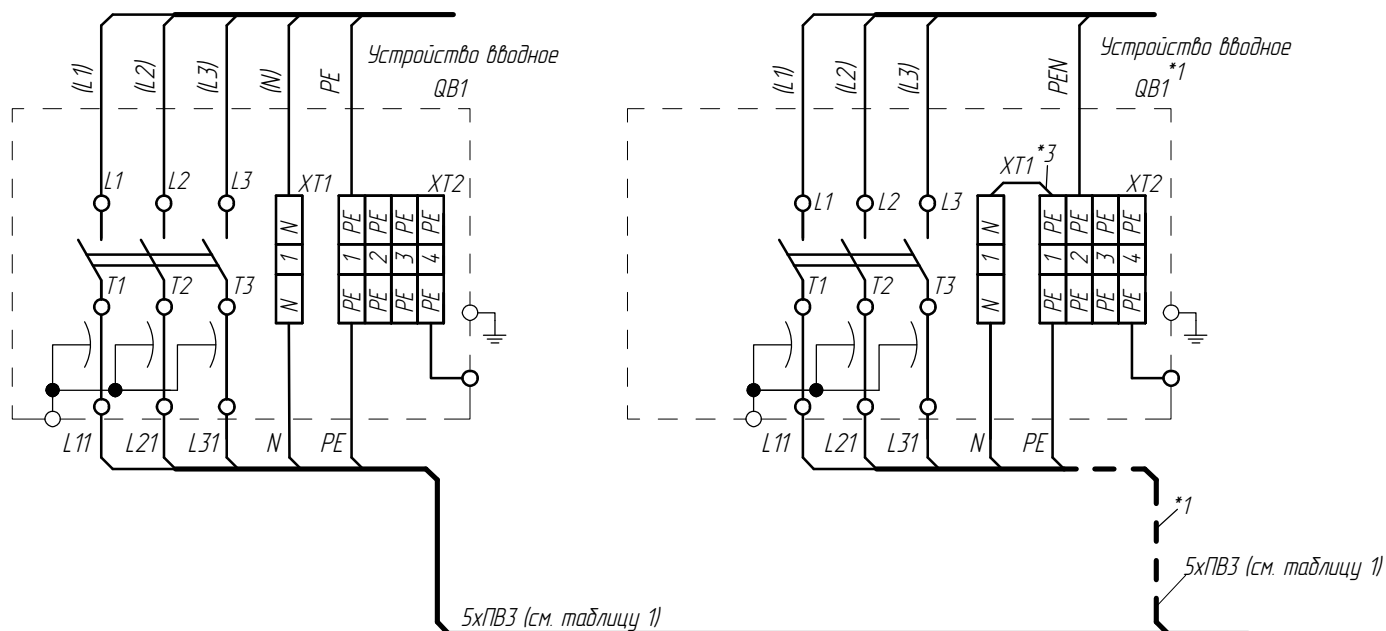 Устройство вводное
QB1
(L1) (L2) (L3) (N) PE
L1 L2 L3 XT1 XT2
N 1 N
PE 1 PE
PE 2 PE
PE 3 PE
PE 4 PE
T1 T2 T3
L11 L21 L31 N PE
5хПВ3 (см. таблицу 1)
Устройство вводное
QB1 *1
(L1) (L2) (L3) PEN
XT1 *3
L1 L2 L3 XT2
N 1 N
PE 1 PE
PE 2 PE
PE 3 PE
PE 4 PE
T1 T2 T3
L11 L21 L31 N PE
*1
5хПВ3 (см. таблицу 1)